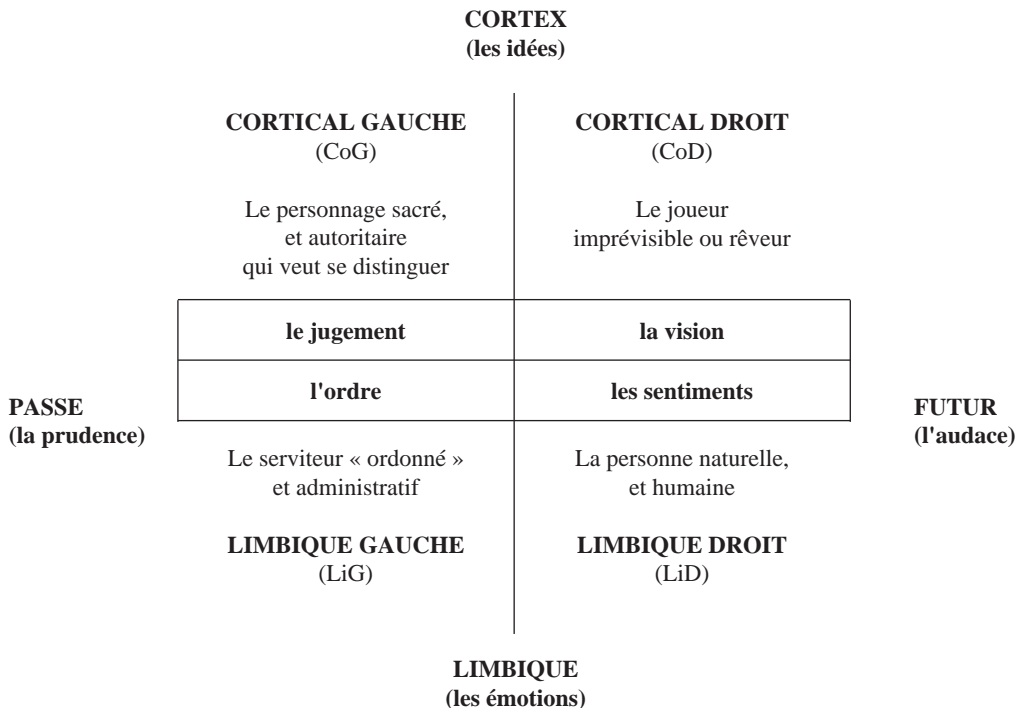 CORTEX
(les idées)
CORTICAL GAUCHE
(CoG)
Le personnage sacré,
et autoritaire
qui veut se distinguer
CORTICAL DROIT
(CoD)
Le joueur
imprévisible ou rêveur
le jugement
la vision
l'ordre
les sentiments
PASSE
(la prudence)
FUTUR
(l'audace)
Le serviteur « ordonné »
et administratif
LIMBIQUE GAUCHE
(LiG)
La personne naturelle,
et humaine
LIMBIQUE DROIT
(LiD)
LIMBIQUE
(les émotions)